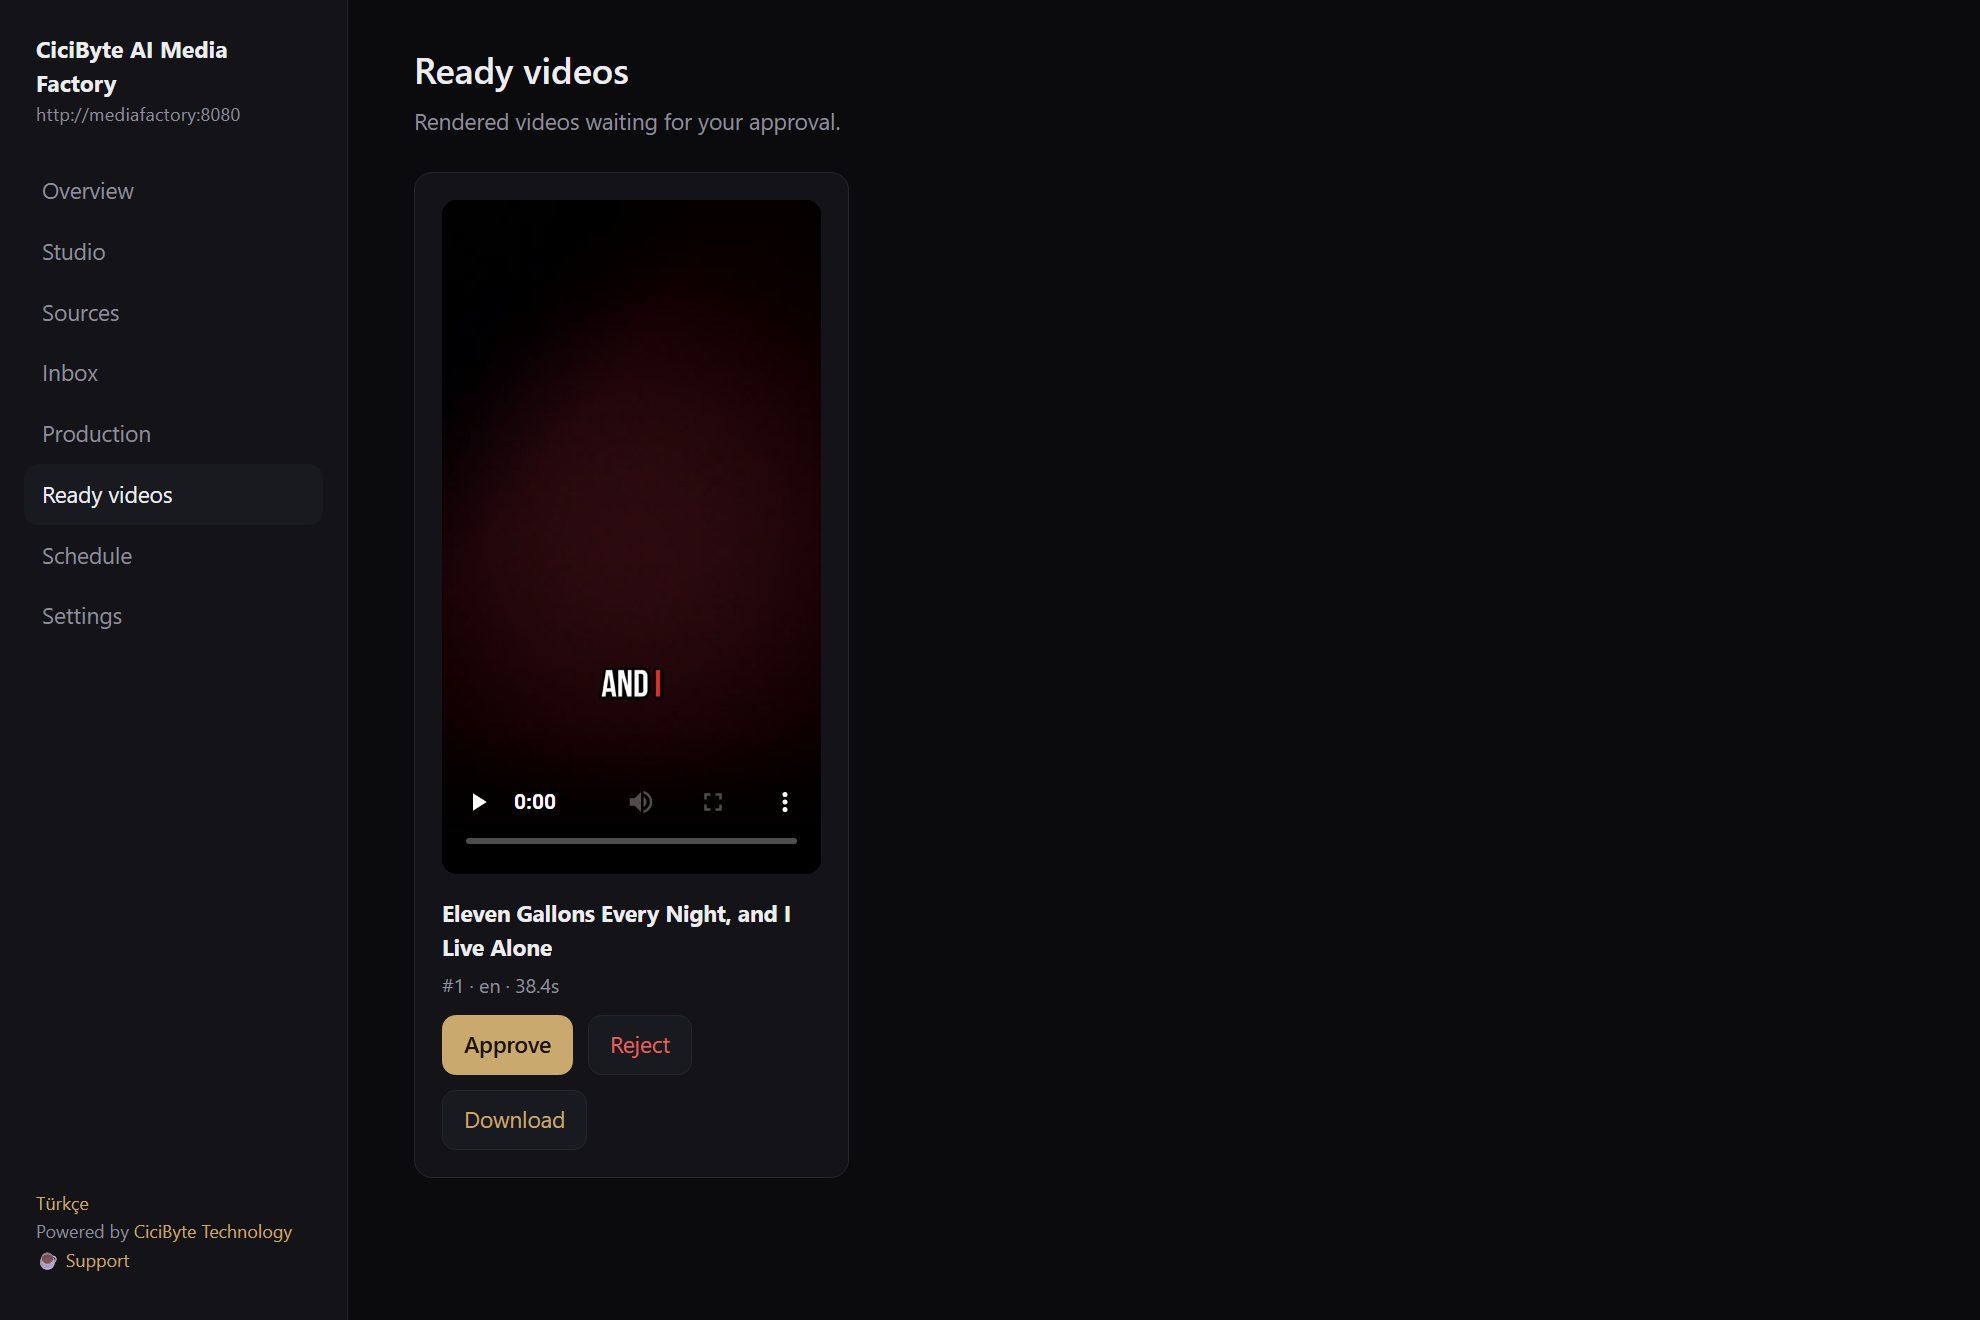 CiciByte AI Media
Factory
http://mediafactory:8080
Overview
Studio
Sources
Inbox
Production
Ready videos
Schedule
Settings
Türkçe
Powered by CiciByte Technology
Support
Ready videos
Rendered videos waiting for your approval.
AND I
0:00
Eleven Gallons Every Night, and I
Live Alone
#1 · en · 38.4s
Approve
Reject
Download